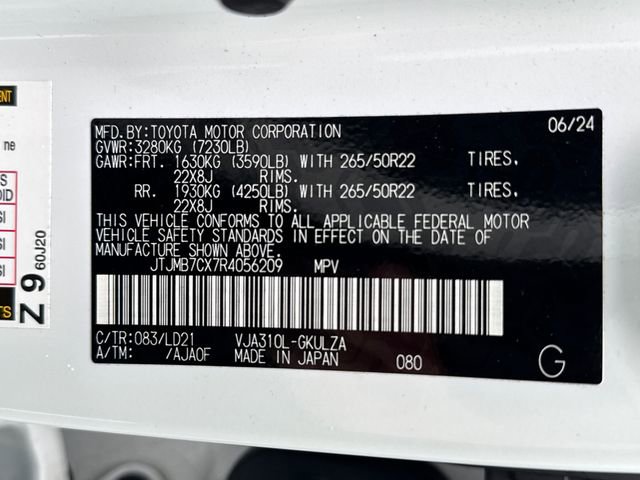 MFD.BY:TOYOTA MOTOR CORPORATION 06/24
GVWR:3280KG (7230LB)
GAWR:FRT. 1630KG (3590LB) WITH 265/50R22 TIRES.
22X8J RIMS.
RR. 1930KG (4250LB) WITH 265/50R22 TIRES.
22X8J RIMS.
THIS VEHICLE CONFORMS TO ALL APPLICABLE FEDERAL MOTOR
VEHICLE SAFETY STANDARDS IN EFFECT ON THE DATE OF
MANUFACTURE SHOWN ABOVE.
JTJMB7CX7R4056209 MPV
C/TR:083/LD21 VJA310L-GKULZA
A/TM: /AJA0F MADE IN JAPAN 080 G
ne
Z 9 60J20